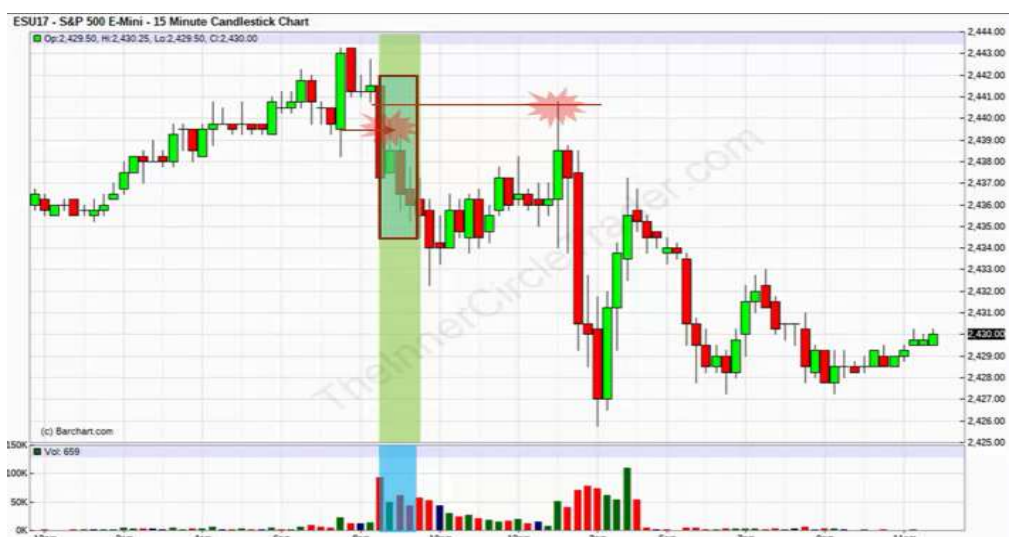 ESU17 - S&P 500 E-Mini - 15 Minute Candlestick Chart
Op:2,429.50, Hi:2,430.25, Lo:2,429.50, Cl:2,430.00
2,444.00
2,443.00
2,442.00
2,441.00
2,440.00
2,439.00
2,438.00
2,437.00
2,436.00
2,435.00
2,434.00
2,433.00
2,432.00
2,431.00
2,430.00
2,429.00
2,428.00
2,427.00
2,426.00
2,425.00
TheInnerCircleTrader.com
(c) Barchart.com
150K
Vol: 659
100K
50K
0K